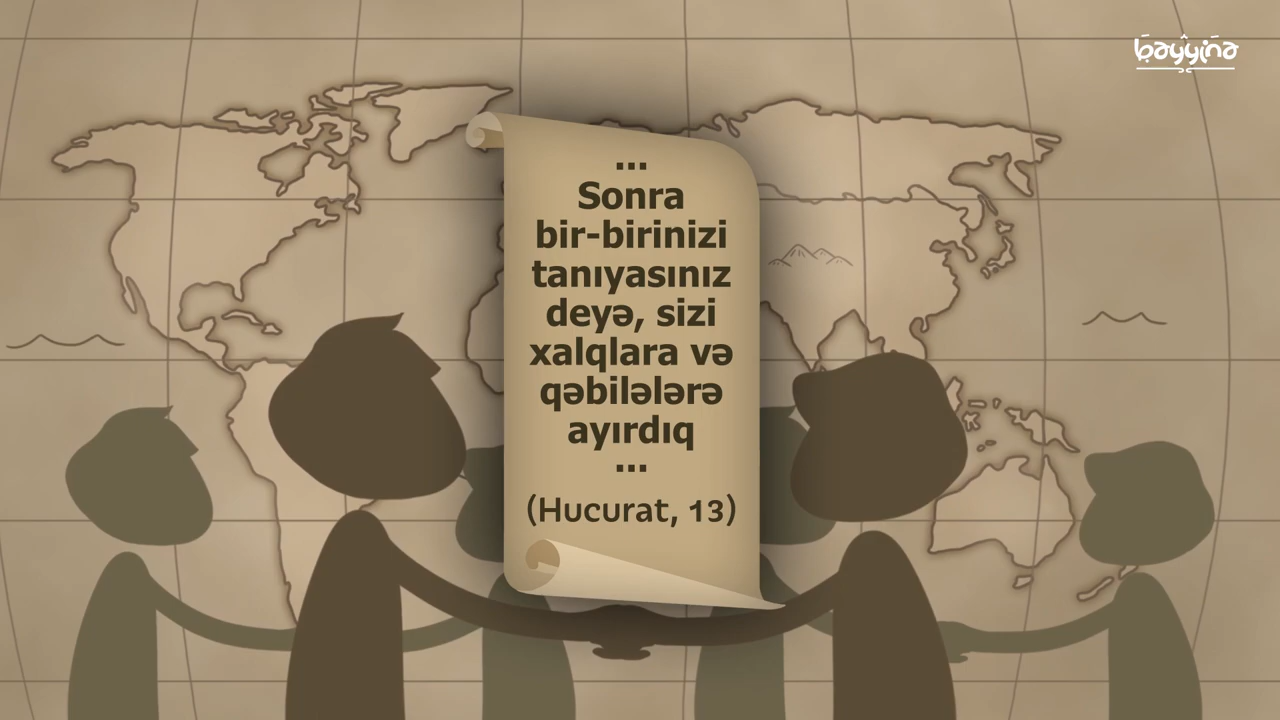 bayyina
...
Sonra
bir-birinizi
tanıyasınız
deyə, sizi
xalqlara və
qəbilələrə
ayırdıq
...
(Hucurat, 13)